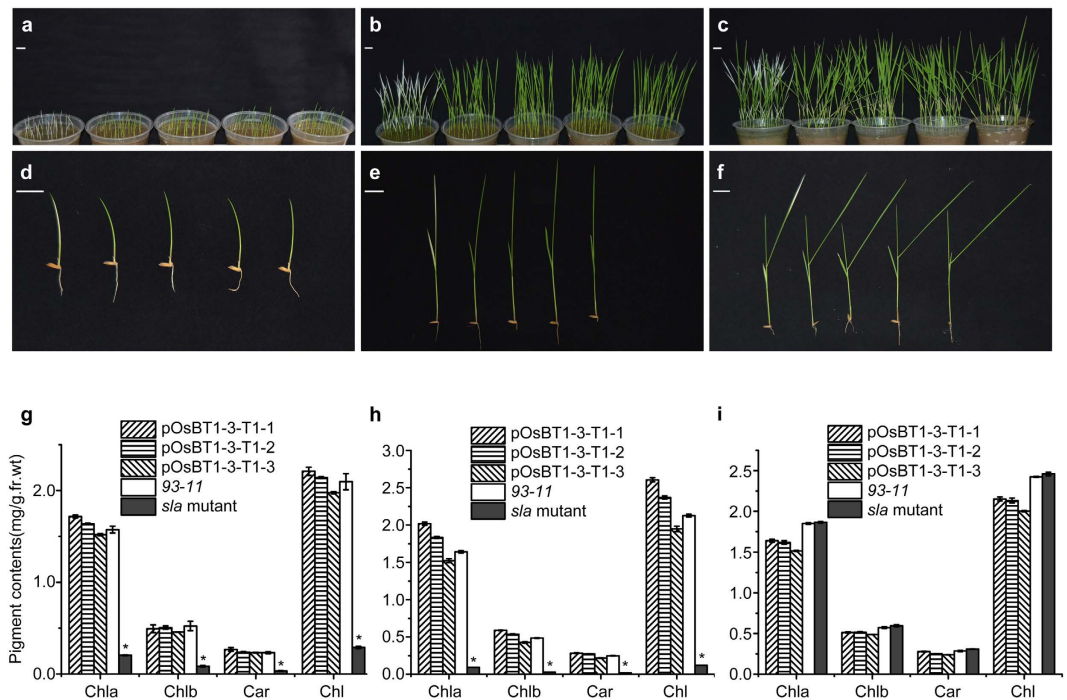 a
b
c
d
e
f
g
pOsBT1-3-T1-1
pOsBT1-3-T1-2
pOsBT1-3-T1-3
93-11
sla mutant
Pigment contents(mg/g.fr.wt)
2.0
1.0
0.0
*
*
*
*
Chla
Chlb
Car
Chl
h
pOsBT1-3-T1-1
pOsBT1-3-T1-2
pOsBT1-3-T1-3
93-11
sla mutant
3.0
2.5
2.0
1.5
1.0
0.5
0.0
*
*
*
*
Chla
Chlb
Car
Chl
i
pOsBT1-3-T1-1
pOsBT1-3-T1-2
pOsBT1-3-T1-3
93-11
sla mutant
2.5
2.0
1.5
1.0
0.5
0.0
Chla
Chlb
Car
Chl